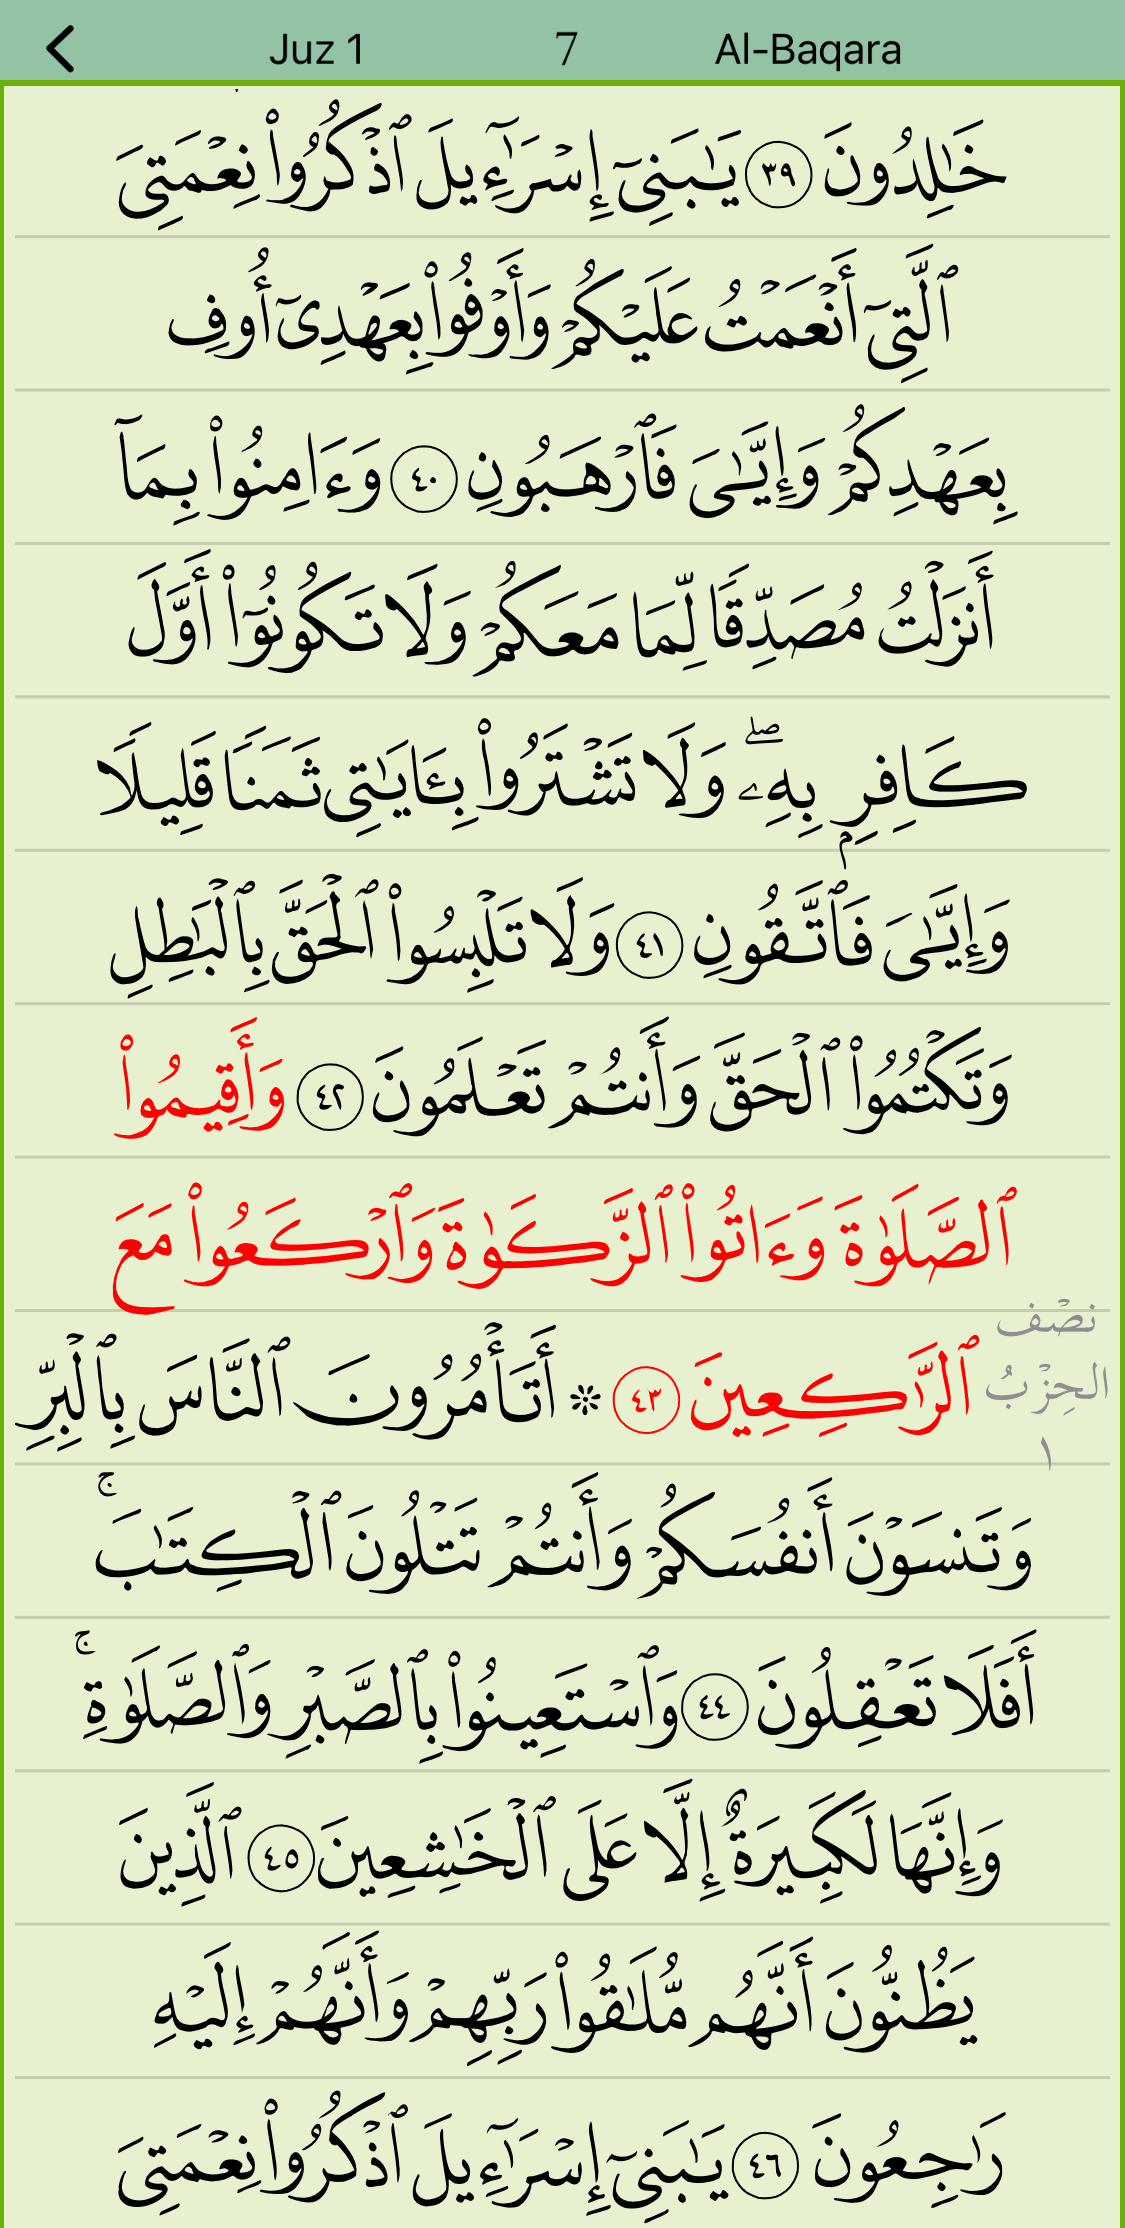 Juz 1 7 Al-Baqara
خَٰلِدُونَ ٣٩ يَٰبَنِىٓ إِسْرَٰٓءِيلَ ٱذْكُرُوا۟ نِعْمَتِىَ
ٱلَّتِىٓ أَنْعَمْتُ عَلَيْكُمْ وَأَوْفُوا۟ بِعَهْدِىٓ أُوفِ
بِعَهْدِكُمْ وَإِيَّٰىَ فَٱرْهَبُونِ ٤٠ وَءَامِنُوا۟ بِمَآ
أَنزَلْتُ مُصَدِّقًا لِّمَا مَعَكُمْ وَلَا تَكُونُوٓا۟ أَوَّلَ
كَافِرٍۭ بِهِۦ ۖ وَلَا تَشْتَرُوا۟ بِـَٔايَٰتِى ثَمَنًا قَلِيلًا
وَإِيَّٰىَ فَٱتَّقُونِ ٤١ وَلَا تَلْبِسُوا۟ ٱلْحَقَّ بِٱلْبَٰطِلِ
وَتَكْتُمُوا۟ ٱلْحَقَّ وَأَنتُمْ تَعْلَمُونَ ٤٢ وَأَقِيمُوا۟
ٱلصَّلَوٰةَ وَءَاتُوا۟ ٱلزَّكَوٰةَ وَٱرْكَعُوا۟ مَعَ
نصْف
الحِزْبُ
١
ٱلرَّٰكِعِينَ ٤٣ ۞ أَتَأْمُرُونَ ٱلنَّاسَ بِٱلْبِرِّ
وَتَنسَوْنَ أَنفُسَكُمْ وَأَنتُمْ تَتْلُونَ ٱلْكِتَٰبَ ۚ
أَفَلَا تَعْقِلُونَ ٤٤ وَٱسْتَعِينُوا۟ بِٱلصَّبْرِ وَٱلصَّلَوٰةِ ۚ
وَإِنَّهَا لَكَبِيرَةٌ إِلَّا عَلَى ٱلْخَٰشِعِينَ ٤٥ ٱلَّذِينَ
يَظُنُّونَ أَنَّهُم مُّلَٰقُوا۟ رَبِّهِمْ وَأَنَّهُمْ إِلَيْهِ
رَٰجِعُونَ ٤٦ يَٰبَنِىٓ إِسْرَٰٓءِيلَ ٱذْكُرُوا۟ نِعْمَتِىَ